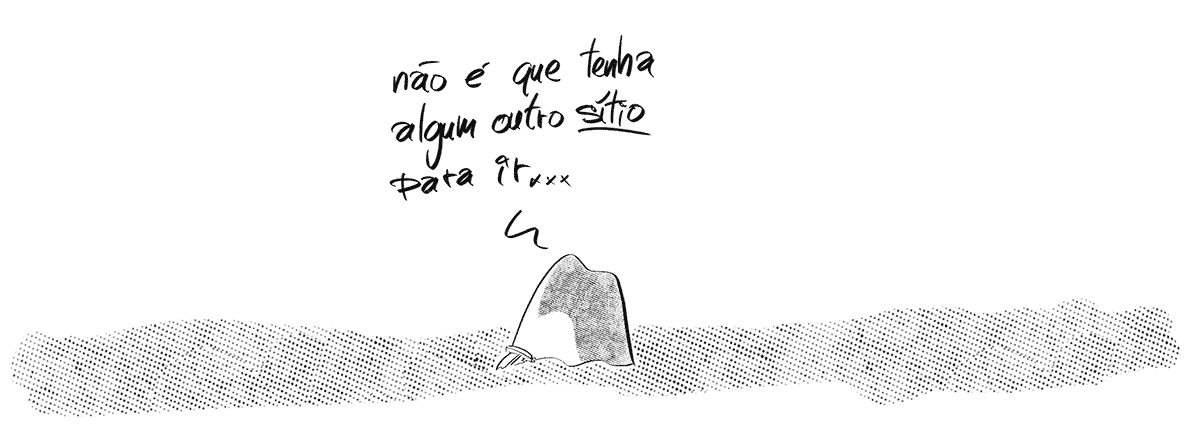 não é que tenha
algum outro sítio
para ir...